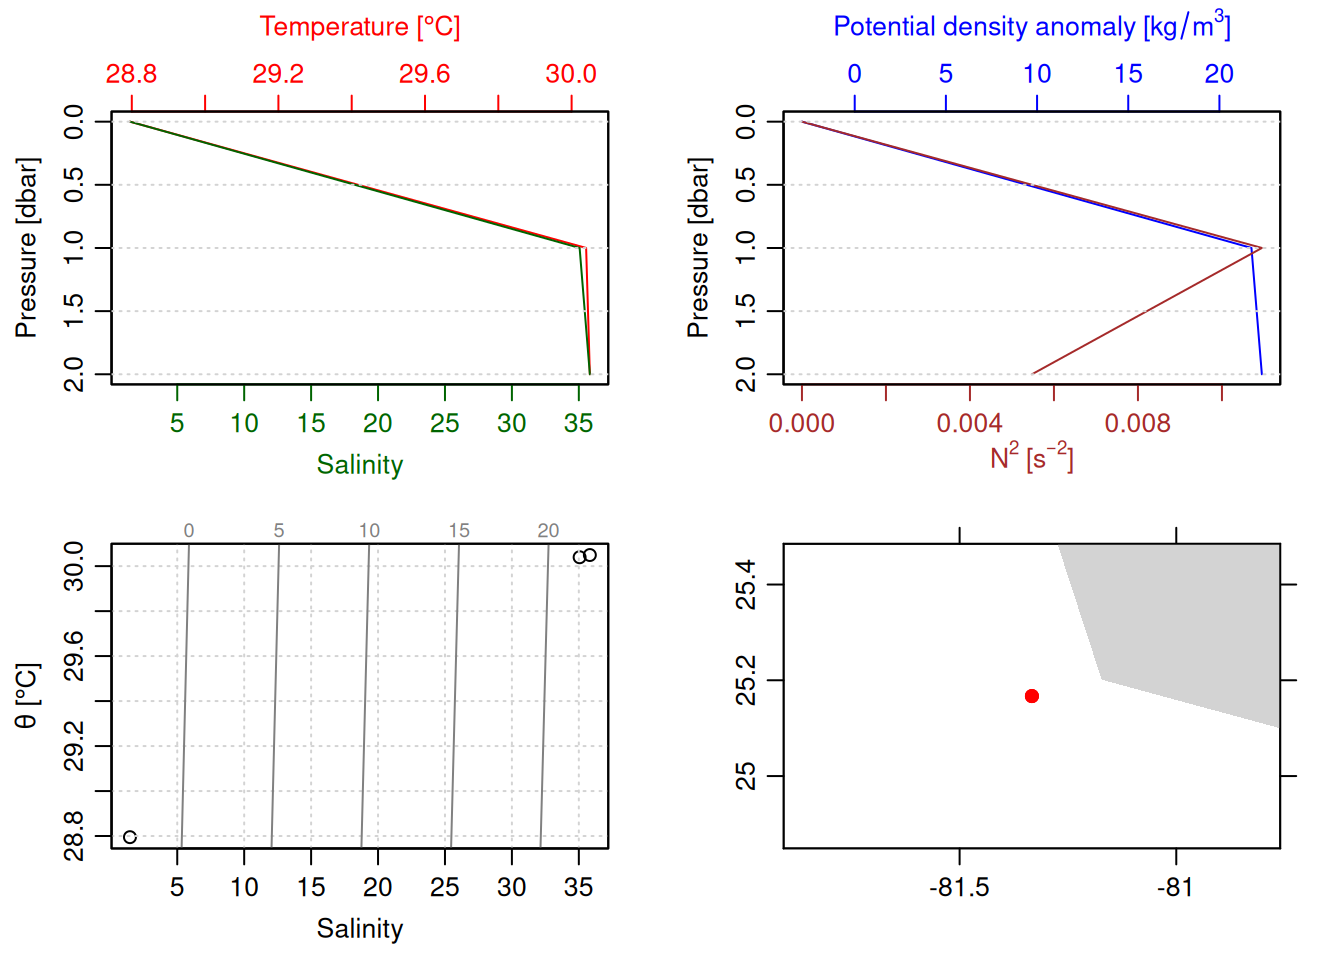 Temperature [°C]
28.8 29.2 29.6 30.0
Pressure [dbar]
0.0 0.5 1.0 1.5 2.0
5 10 15 20 25 30 35
Salinity
Potential density anomaly [kg/m³]
0 5 10 15 20
Pressure [dbar]
0.0 0.5 1.0 1.5 2.0
0.000 0.004 0.008
N² [s⁻²]
0 5 10 15 20
θ [°C]
28.8 29.2 29.6 30.0
5 10 15 20 25 30 35
Salinity
25.4
25.2
25
-81.5 -81